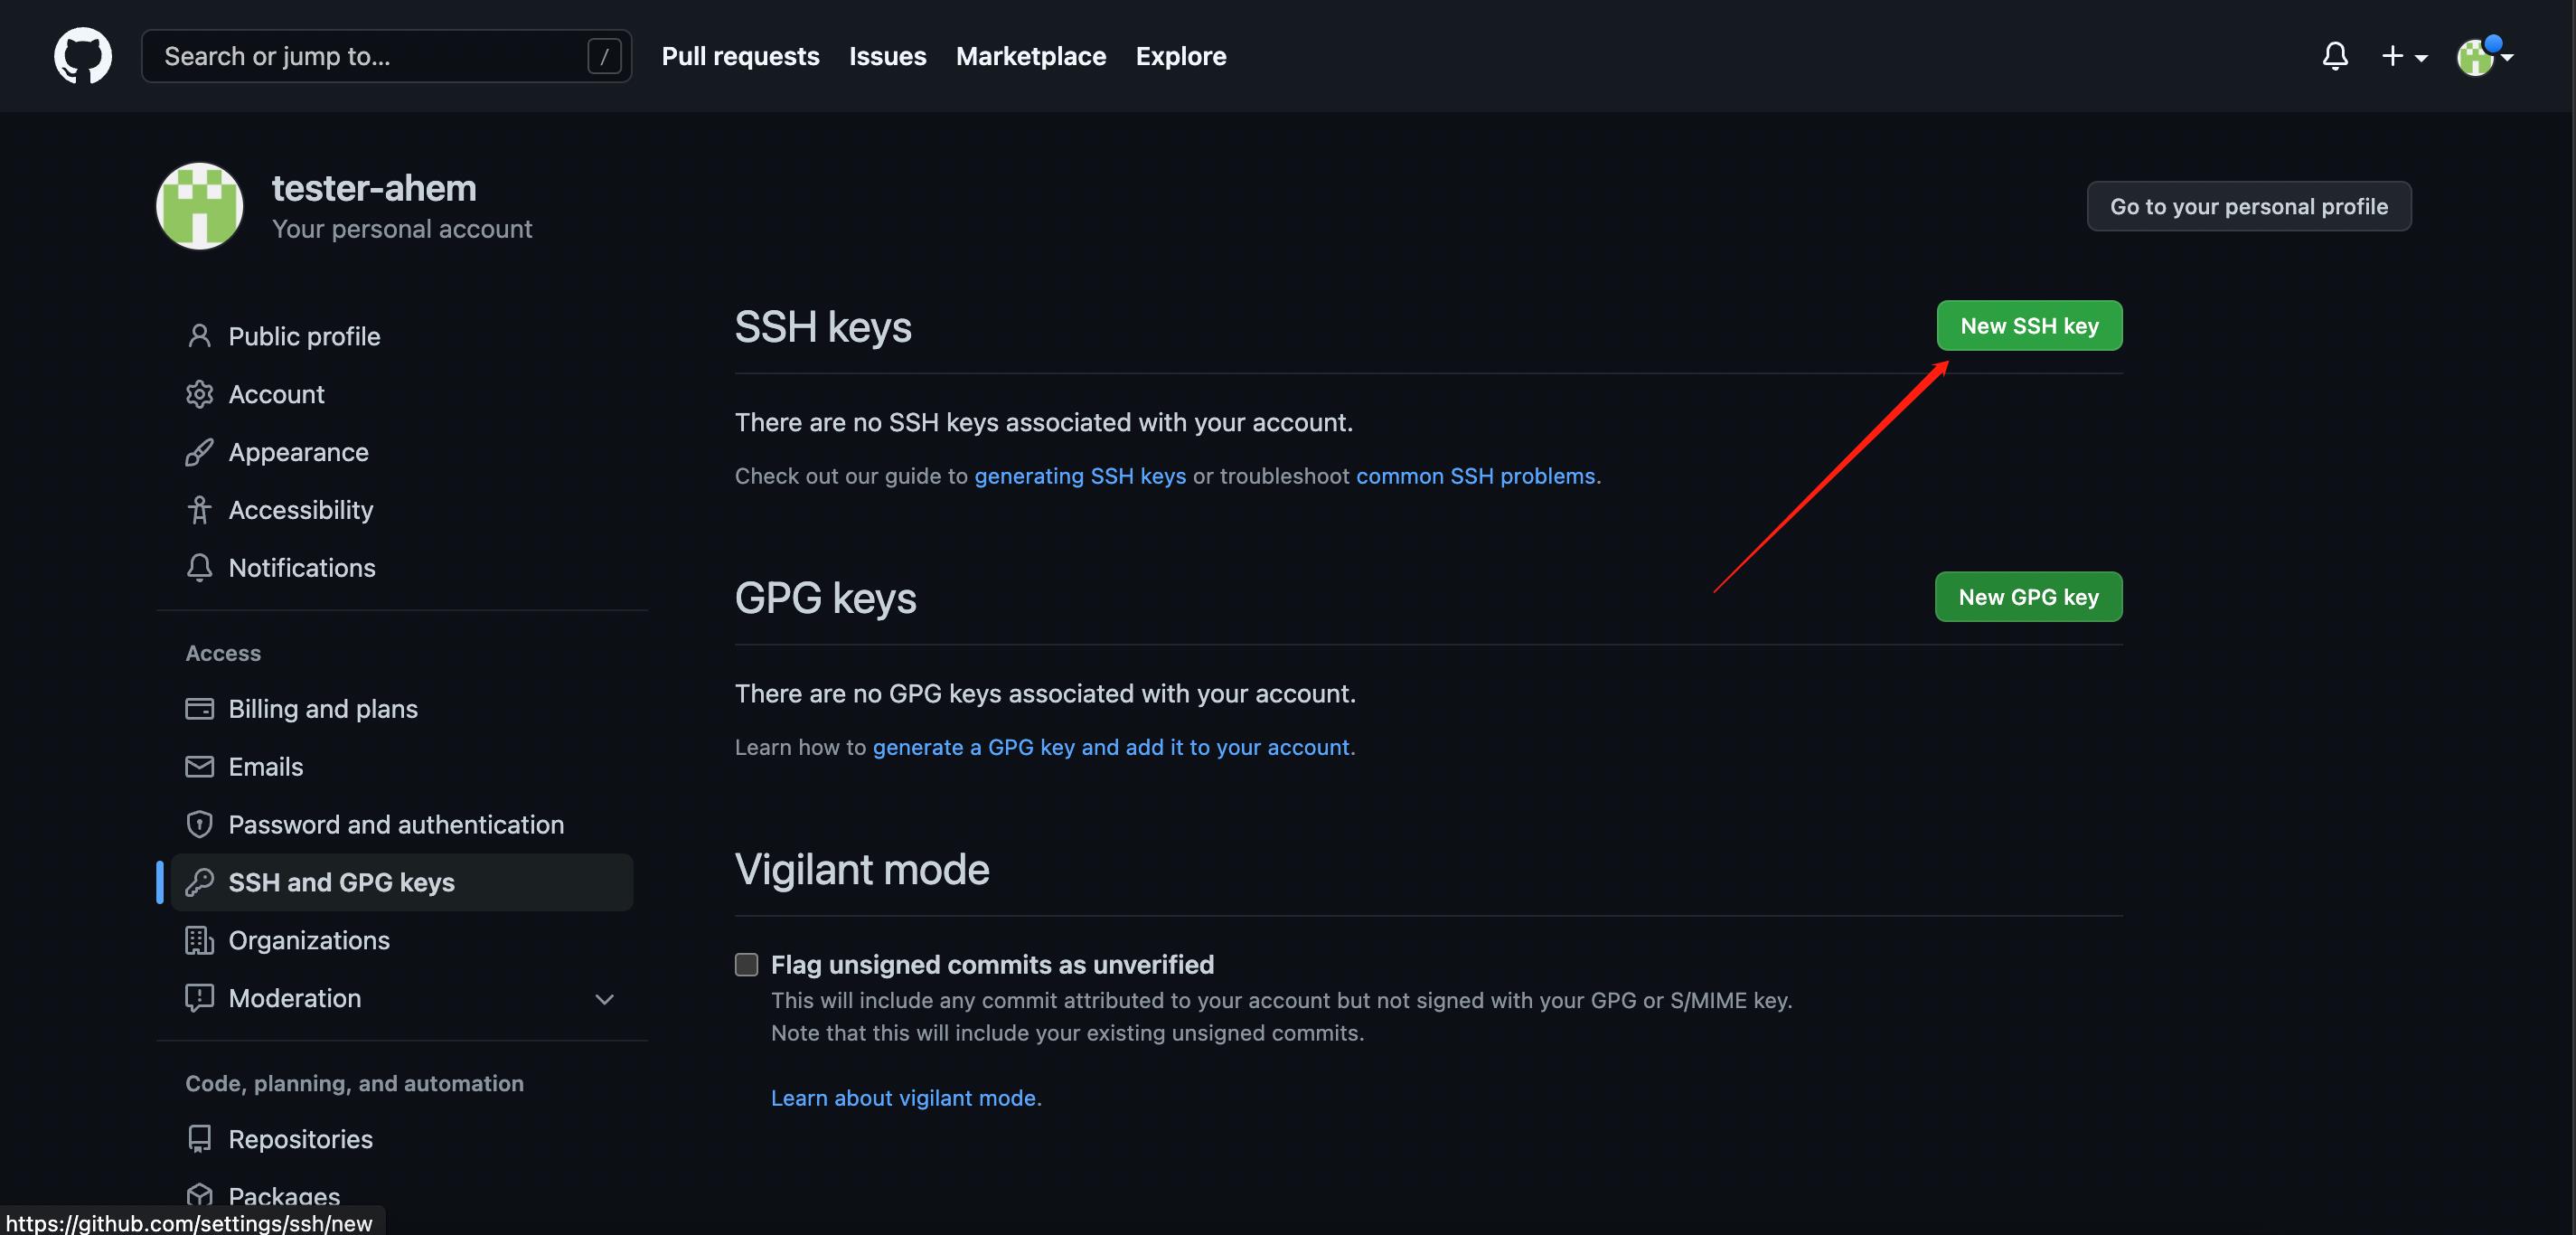 Search or jump to... /
Pull requests Issues Marketplace Explore
tester-ahem
Your personal account
Go to your personal profile
Public profile
Account
Appearance
Accessibility
Notifications
Access
Billing and plans
Emails
Password and authentication
SSH and GPG keys
Organizations
Moderation
Code, planning, and automation
Repositories
Packages
SSH keys
New SSH key
There are no SSH keys associated with your account.
Check out our guide to generating SSH keys or troubleshoot common SSH problems.
GPG keys
New GPG key
There are no GPG keys associated with your account.
Learn how to generate a GPG key and add it to your account.
Vigilant mode
Flag unsigned commits as unverified
This will include any commit attributed to your account but not signed with your GPG or S/MIME key.
Note that this will include your existing unsigned commits.
Learn about vigilant mode.
https://github.com/settings/ssh/new